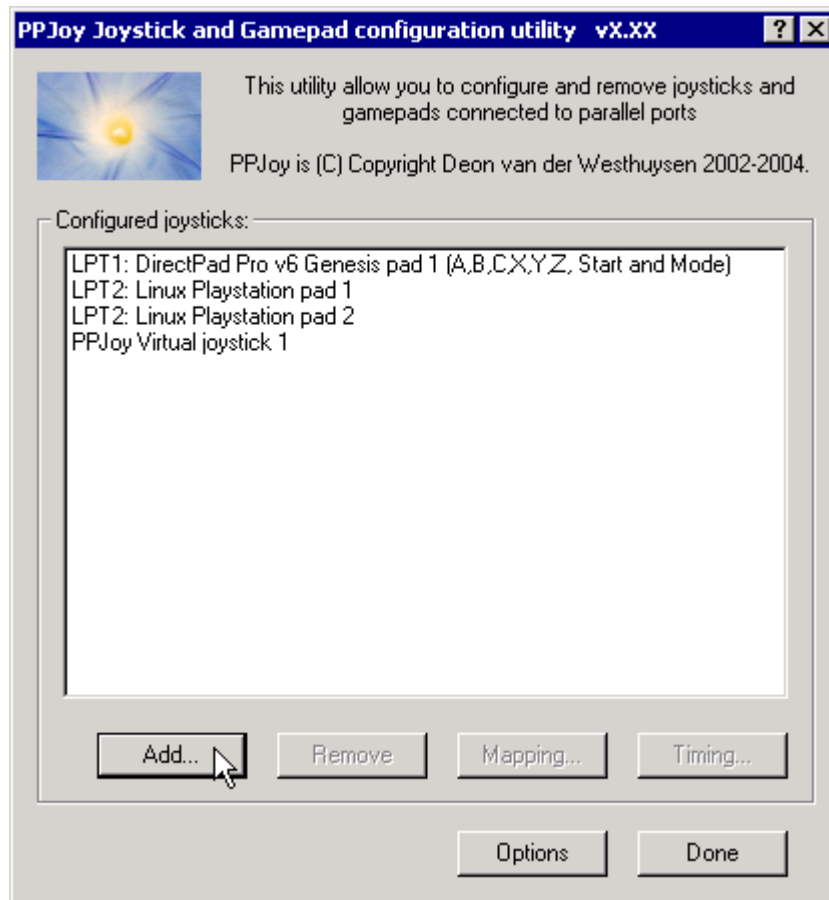 PPJoy Joystick and Gamepad configuration utility vX.XX
This utility allow you to configure and remove joysticks and
gamepads connected to parallel ports
PPJoy is (C) Copyright Deon van der Westhuysen 2002-2004.
Configured joysticks:
LPT1: DirectPad Pro v6 Genesis pad 1 (A,B,C,X,Y,Z, Start and Mode)
LPT2: Linux Playstation pad 1
LPT2: Linux Playstation pad 2
PPJoy Virtual joystick 1
Add... Remove Mapping... Timing...
Options Done